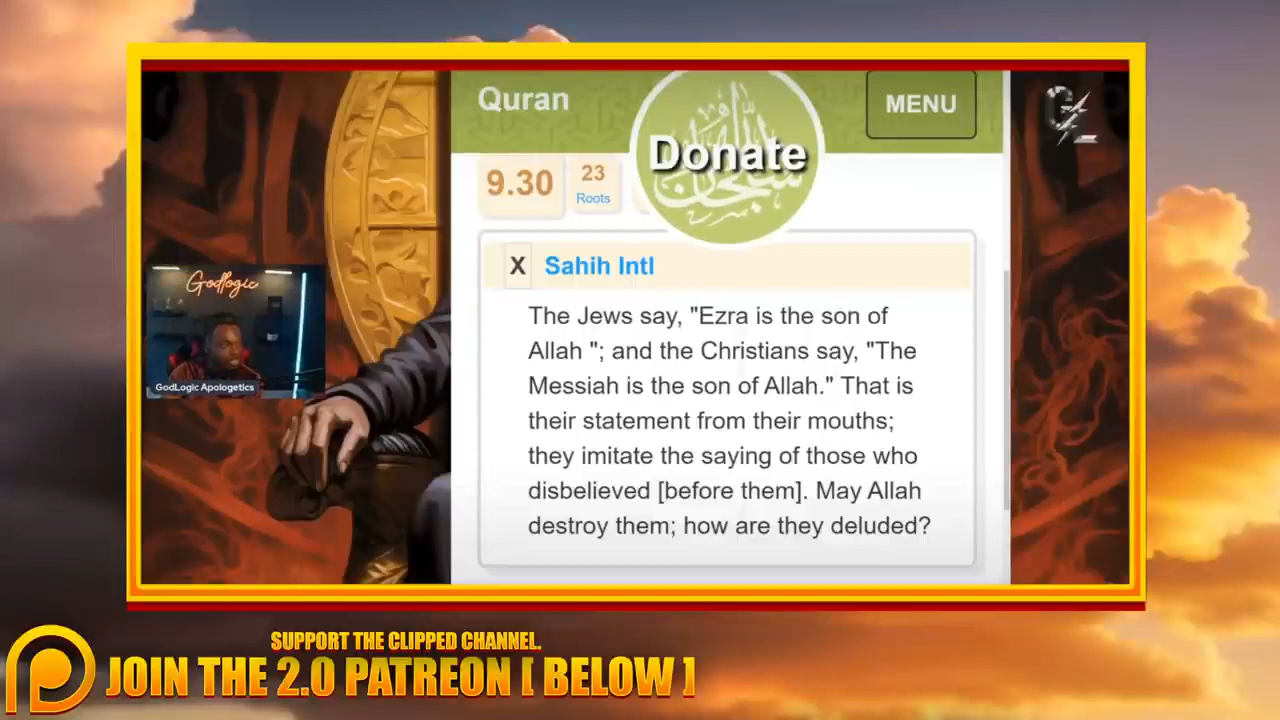 Quran
MENU
Donate
9.30
23
Roots
X Sahih Intl
The Jews say, "Ezra is the son of
Allah "; and the Christians say, "The
Messiah is the son of Allah." That is
their statement from their mouths;
they imitate the saying of those who
disbelieved [before them]. May Allah
destroy them; how are they deluded?
Godlogic
GodLogic Apologetics
SUPPORT THE CLIPPED CHANNEL.
JOIN THE 2.0 PATREON [ BELOW ]